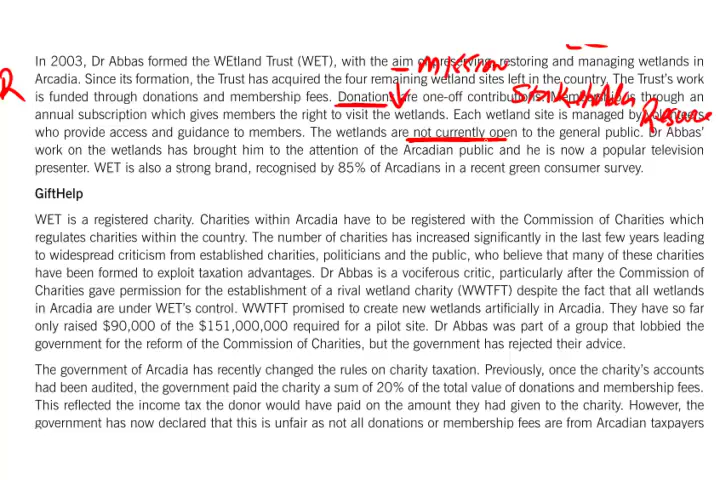 In 2003, Dr Abbas formed the WEtland Trust (WET), with the aim of preserving, restoring and managing wetlands in
Mission
Arcadia. Since its formation, the Trust has acquired the four remaining wetland sites left in the country. The Trust's work
R
is funded through donations and membership fees. Donations are one-off contributions. Membership is through an
Stakeholder
annual subscription which gives members the right to visit the wetlands. Each wetland site is managed by volunteers
who provide access and guidance to members. The wetlands are not currently open to the general public. Dr Abbas'
work on the wetlands has brought him to the attention of the Arcadian public and he is now a popular television
presenter. WET is also a strong brand, recognised by 85% of Arcadians in a recent green consumer survey.
GiftHelp
WET is a registered charity. Charities within Arcadia have to be registered with the Commission of Charities which
regulates charities within the country. The number of charities has increased significantly in the last few years leading
to widespread criticism from established charities, politicians and the public, who believe that many of these charities
have been formed to exploit taxation advantages. Dr Abbas is a vociferous critic, particularly after the Commission of
Charities gave permission for the establishment of a rival wetland charity (WWTFT) despite the fact that all wetlands
in Arcadia are under WET's control. WWTFT promised to create new wetlands artificially in Arcadia. They have so far
only raised $90,000 of the $151,000,000 required for a pilot site. Dr Abbas was part of a group that lobbied the
government for the reform of the Commission of Charities, but the government has rejected their advice.
The government of Arcadia has recently changed the rules on charity taxation. Previously, once the charity's accounts
had been audited, the government paid the charity a sum of 20% of the total value of donations and membership fees.
This reflected the income tax the donor would have paid on the amount they had given to the charity. However, the
government has now declared that this is unfair as not all donations or membership fees are from Arcadian taxpayers